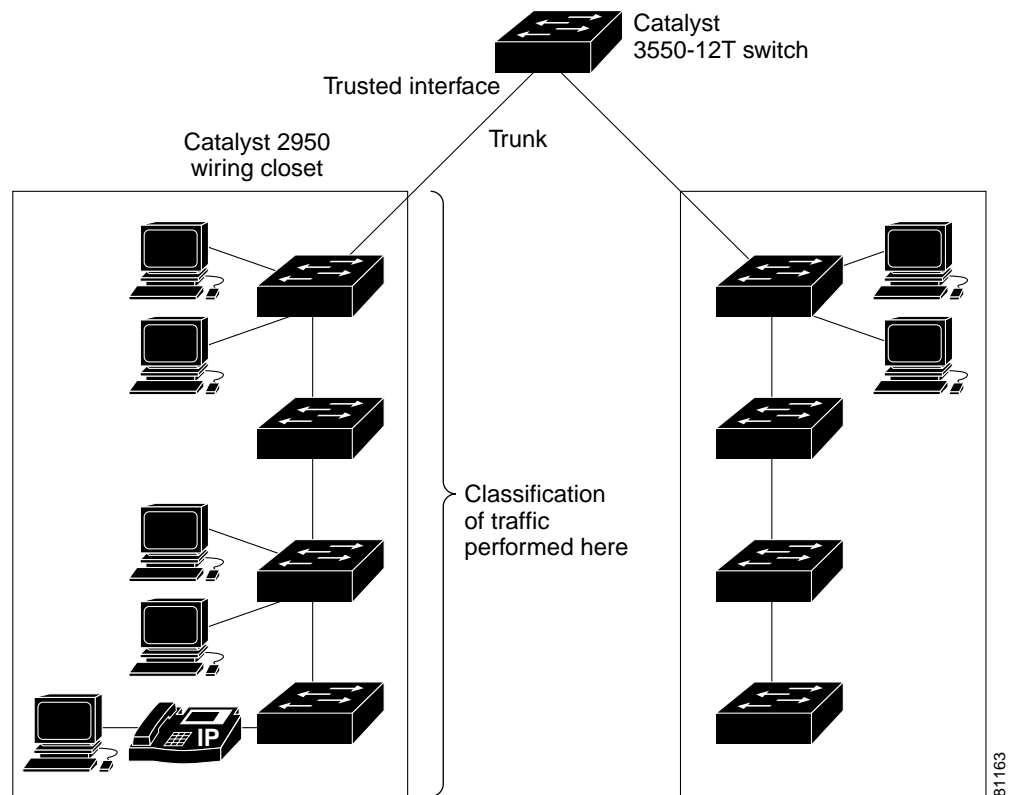 Catalyst
3550-12T switch
Trusted interface
Trunk
Catalyst 2950
wiring closet
Classification
of traffic
performed here
IP
81163